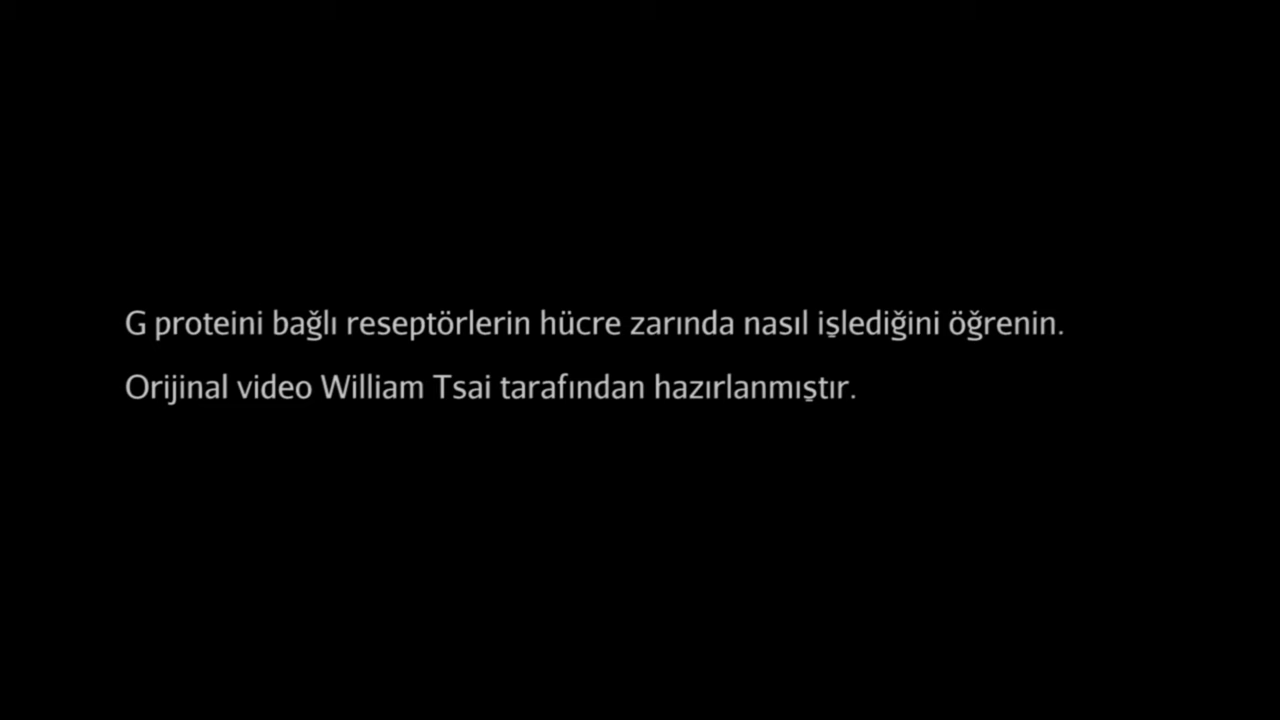 G proteini bağlı reseptörlerin hücre zarında nasıl işlediğini öğrenin.
Orijinal video William Tsai tarafından hazırlanmıştır.